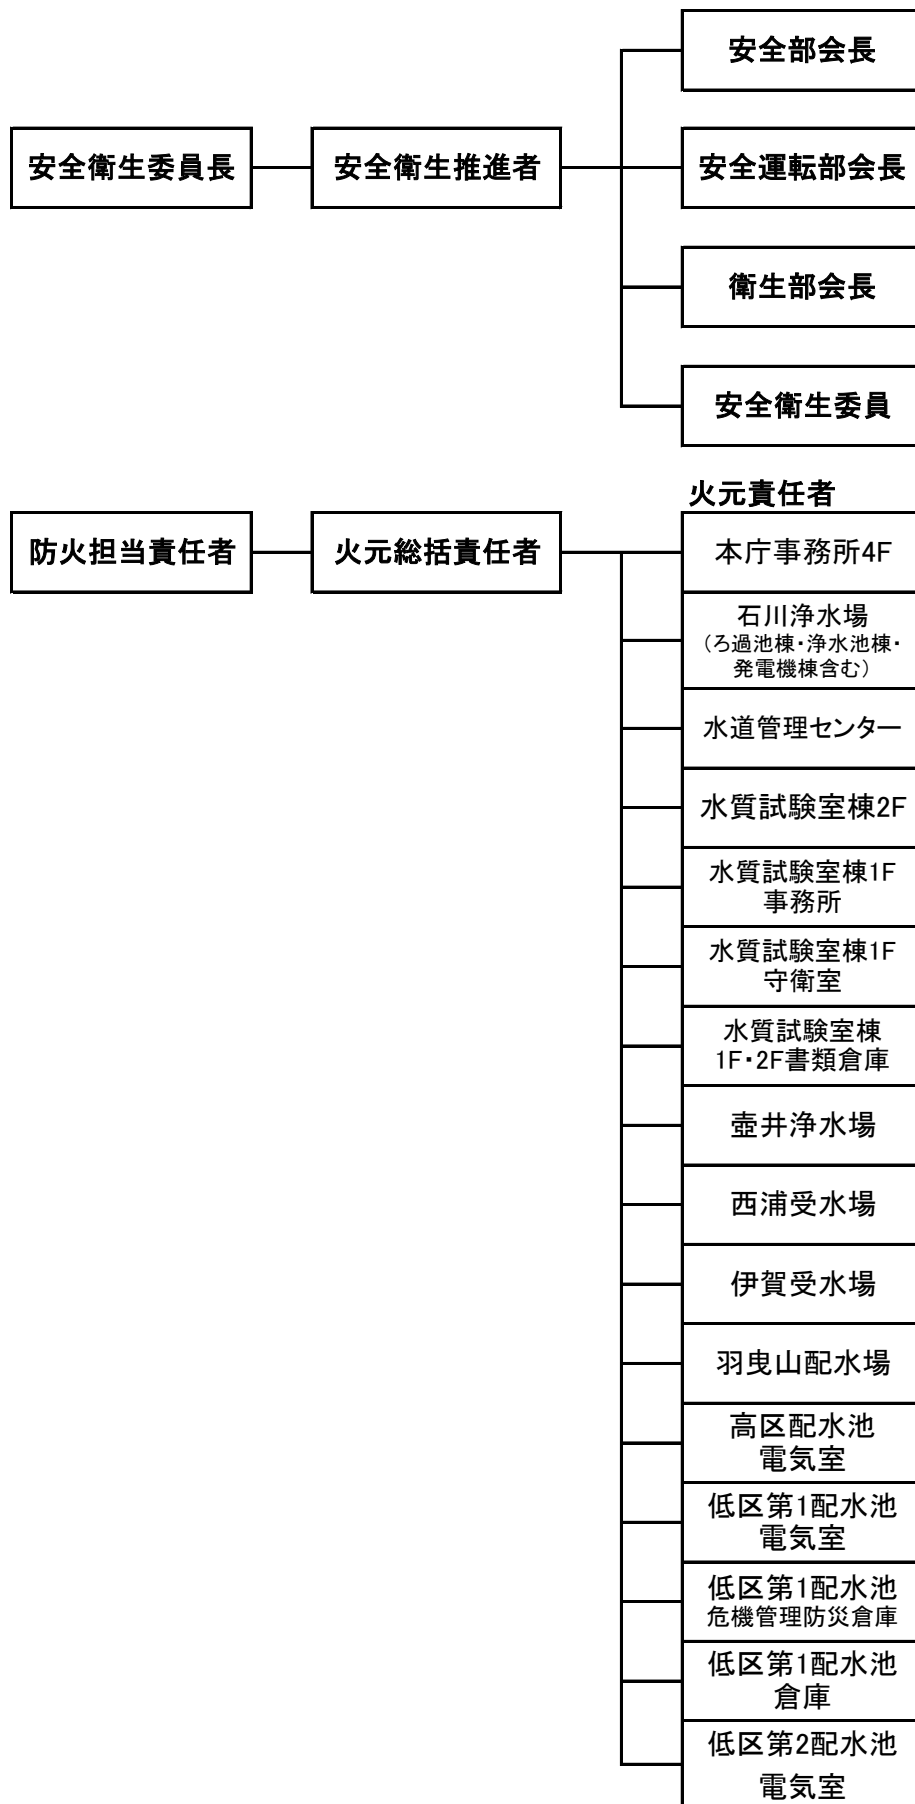 安全部会長
安全衛生委員長
安全衛生推進者
安全運転部会長
衛生部会長
安全衛生委員
火元責任者
防火担当責任者
火元総括責任者
本庁事務所4F
石川浄水場
（ろ過池棟・浄水池棟・
発電機棟含む）
水道管理センター
水質試験室棟2F
水質試験室棟1F
事務所
水質試験室棟1F
守衛室
水質試験室棟
1F・2F書類倉庫
壺井浄水場
西浦受水場
伊賀受水場
羽曳山配水場
高区配水池
電気室
低区第1配水池
電気室
低区第1配水池
危機管理防災倉庫
低区第1配水池
倉庫
低区第2配水池
電気室